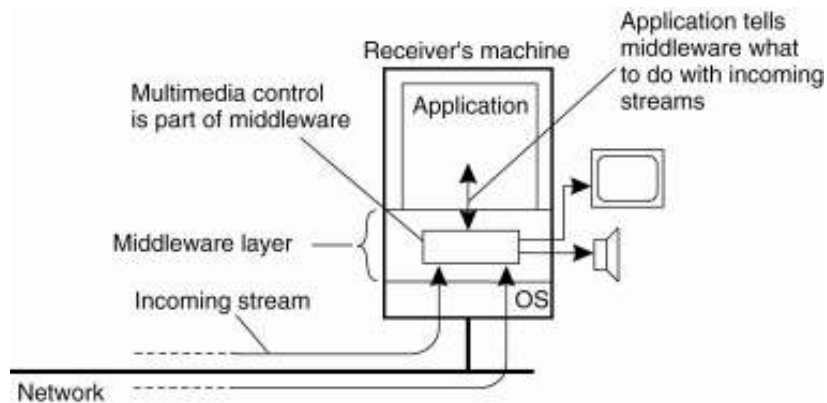 Application tells
middleware what
to do with incoming
streams
Receiver's machine
Multimedia control
is part of middleware
Application
Middleware layer
Incoming stream
OS
Network